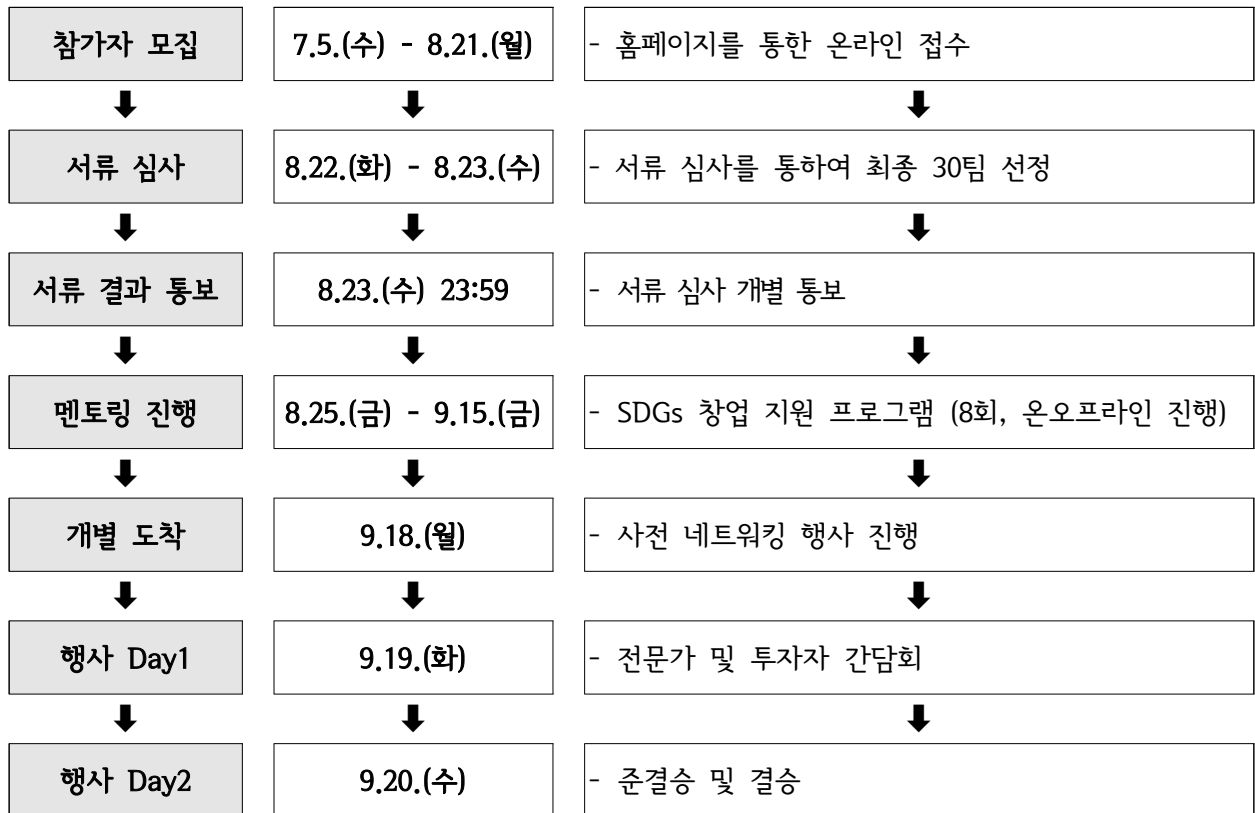 참가자 모집 7.5.(수) - 8.21.(월) - 홈페이지를 통한 온라인 접수
서류 심사 8.22.(화) - 8.23.(수) - 서류 심사를 통하여 최종 30팀 선정
서류 결과 통보 8.23.(수) 23:59 - 서류 심사 개별 통보
멘토링 진행 8.25.(금) - 9.15.(금) - SDGs 창업 지원 프로그램 (8회, 온오프라인 진행)
개별 도착 9.18.(월) - 사전 네트워킹 행사 진행
행사 Day1 9.19.(화) - 전문가 및 투자자 간담회
행사 Day2 9.20.(수) - 준결승 및 결승